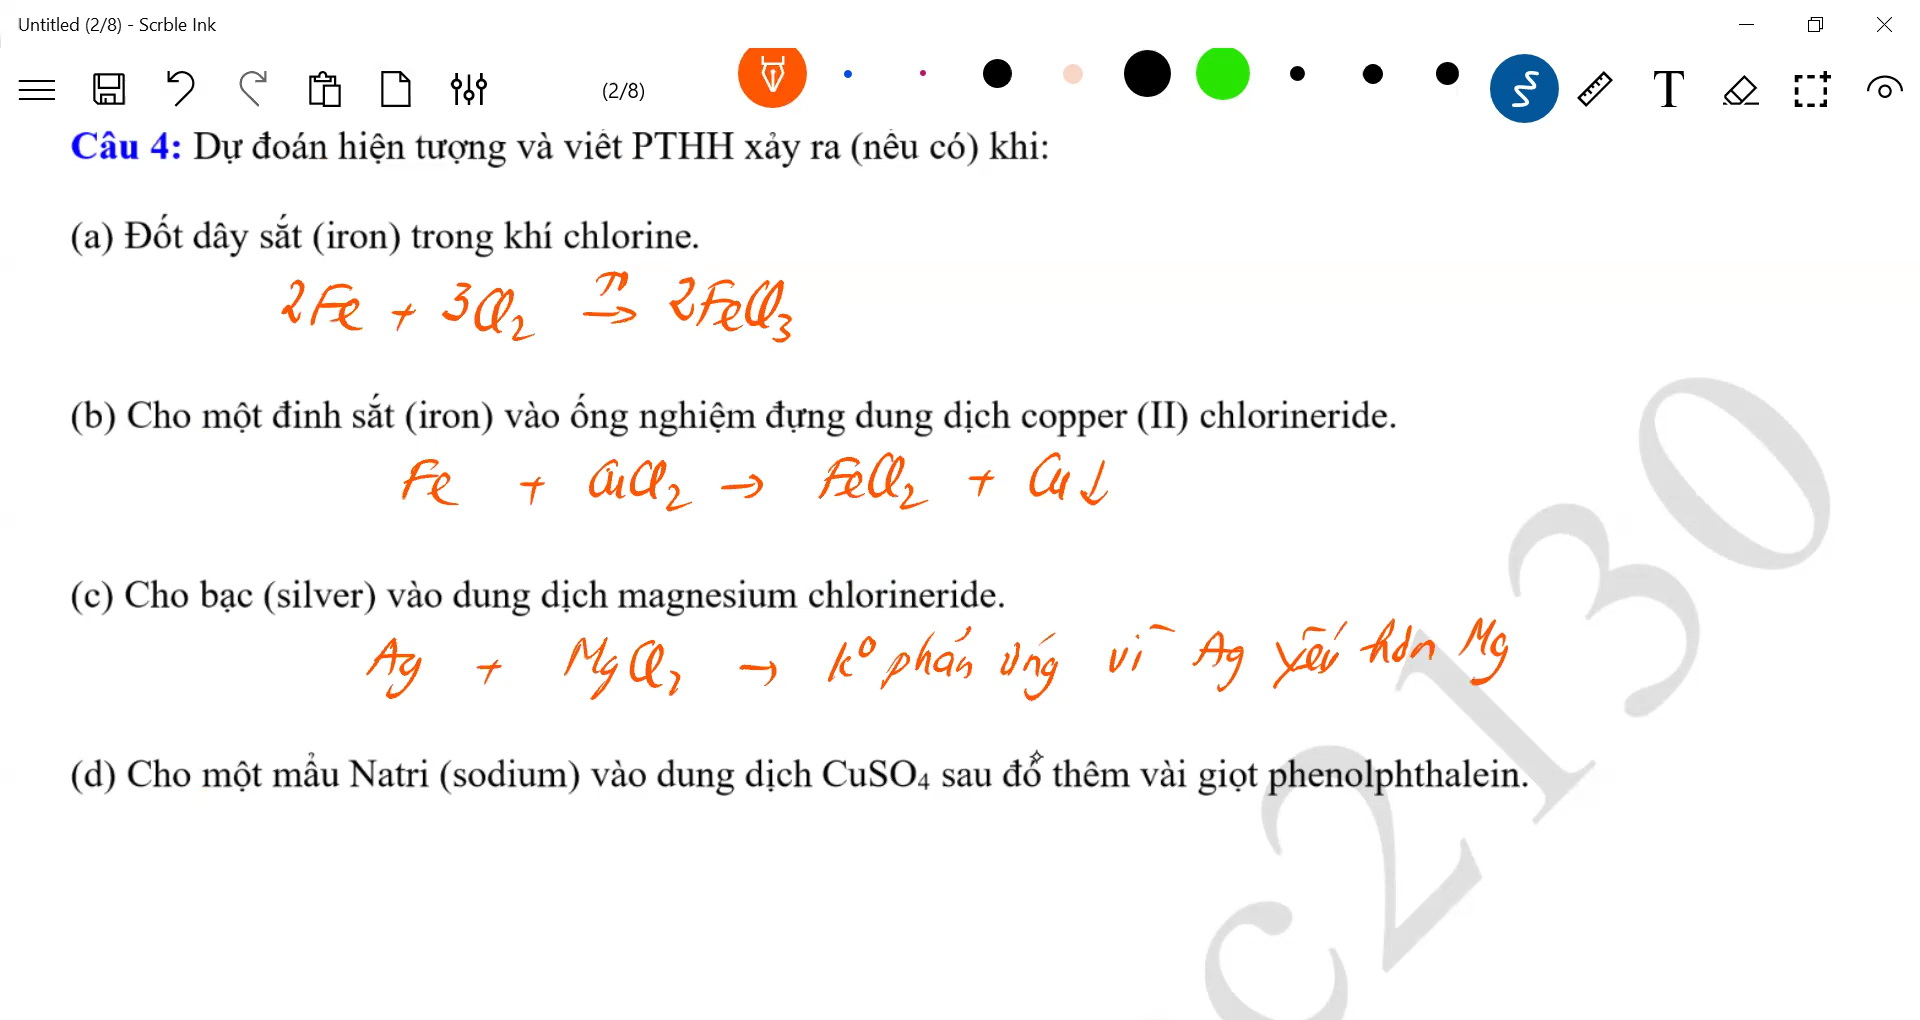 Untitled (2/8) - Scrble Ink
(2/8)
T
Câu 4: Dự đoán hiện tượng và viết PTHH xảy ra (nếu có) khi:
(a) Đốt dây sắt (iron) trong khí chlorine.
2Fe + 3Cl₂ → 2FeCl₃
(b) Cho một đinh sắt (iron) vào ống nghiệm đựng dung dịch copper (II) chlorineride.
Fe + CuCl₂ → FeCl₂ + Cu↓
(c) Cho bạc (silver) vào dung dịch magnesium chlorineride.
Ag + MgCl₂ → k⁰ phản ứng vì Ag yếu hơn Mg
(d) Cho một mẩu Natri (sodium) vào dung dịch CuSO₄ sau đổ thêm vài giọt phenolphthalein.
c2130